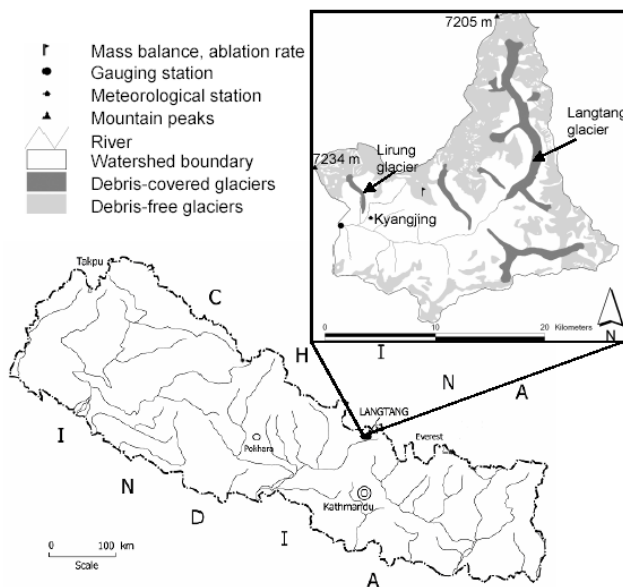 Mass balance, ablation rate
Gauging station
Meteorological station
Mountain peaks
River
Watershed boundary
Debris-covered glaciers
Debris-free glaciers
7205 m
Langtang
glacier
Lirung
glacier
7234 m
Kyangjing
0 10 20 Kilometers
N
Takpu
C
H
I
N
A
LANGTANG
Everest
Pokhara
Kathmandu
I
N
D
I
A
0 100 km
Scale